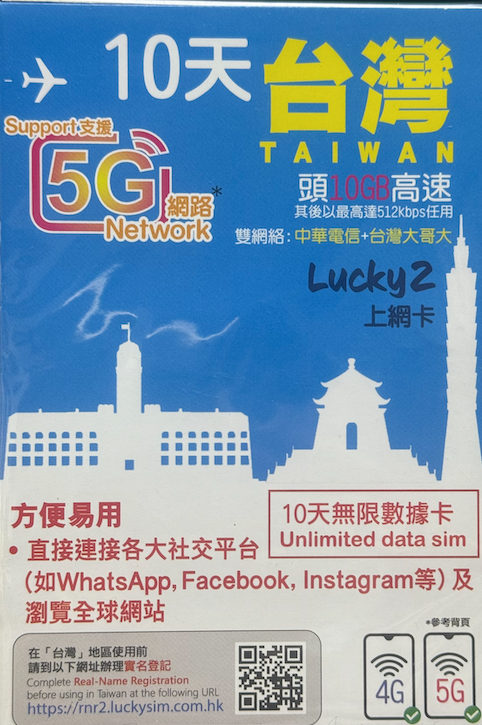 10天台灣
TAIWAN
Support支援
5G網路*
Network
頭10GB高速
其後以最高達512kbps任用
雙網絡：中華電信+台灣大哥大
Lucky2
上網卡
方便易用
• 直接連接各大社交平台
（如WhatsApp, Facebook, Instagram等）及
瀏覽全球網站
10天無限數據卡
Unlimited data sim
在「台灣」地區使用前
請到以下網址辦理實名登記
Complete Real-Name Registration
before using in Taiwan at the following URL
https://rnr2.luckysim.com.hk
*參考背頁
4G
5G